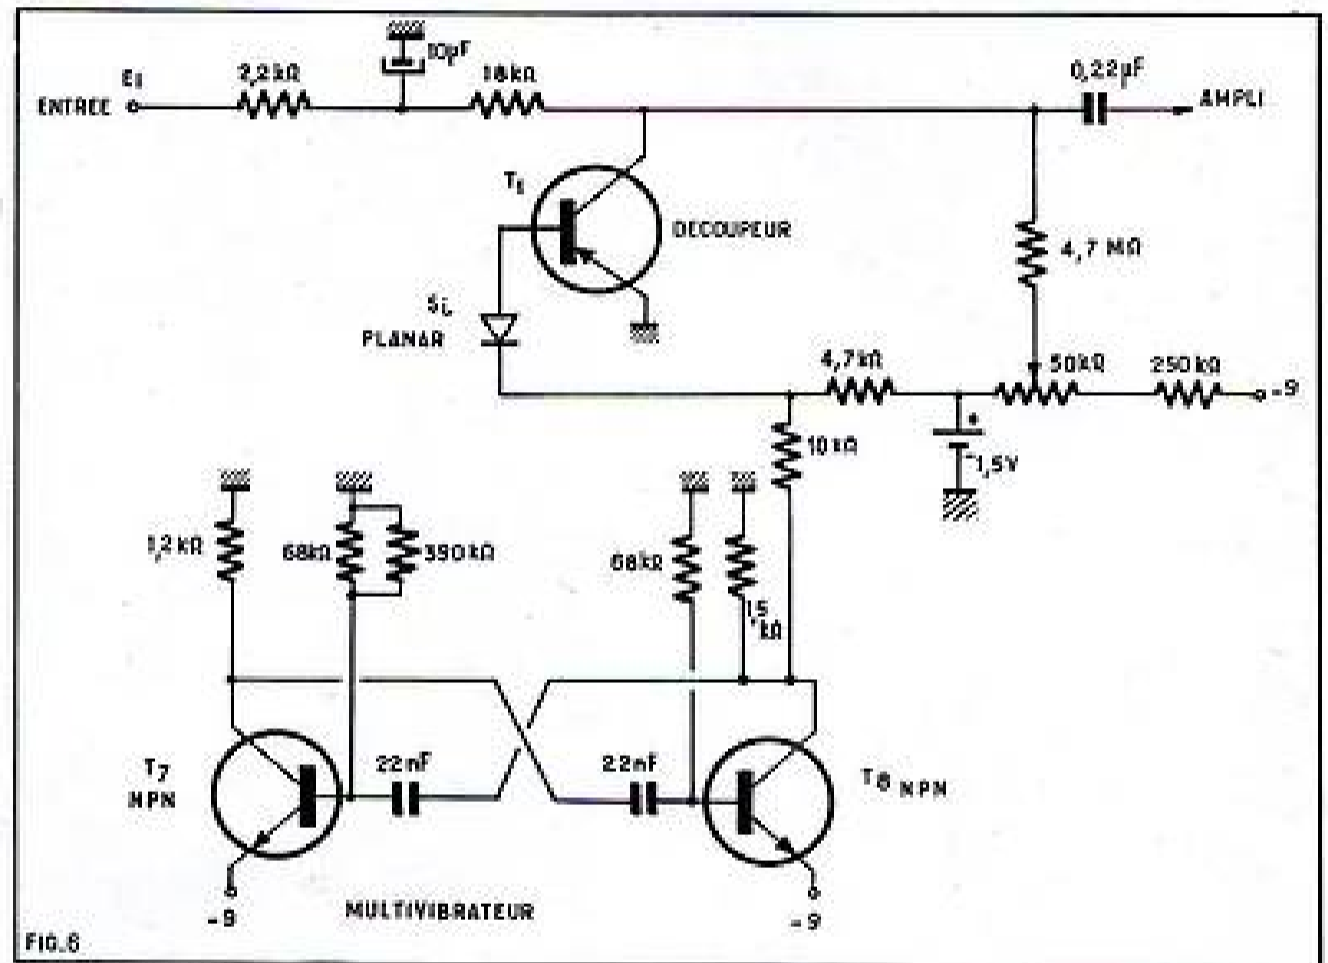 10µF
2,2kΩ
18kΩ
0,22µF
E1
ENTREE
AMPLI
T1
DECOUPEUR
4,7 MΩ
Si
PLANAR
4,7kΩ
50kΩ
250kΩ
-9
10kΩ
+
-1,5V
1,2kΩ
68kΩ
390kΩ
68kΩ
1,5
kΩ
22nF
22nF
T7
NPN
T8 NPN
-9
-9
MULTIVIBRATEUR
FIG.6